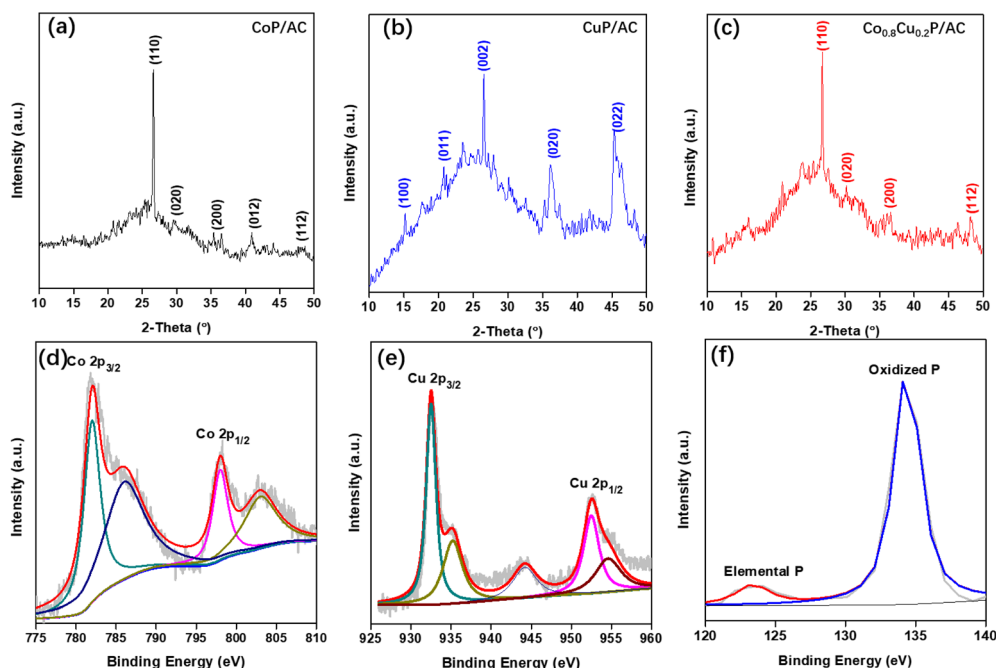 (a) CoP/AC
(110)
(020)
(200)
(012)
(112)
Intensity (a.u.)
10 15 20 25 30 35 40 45 50
2-Theta (°)
(b) CuP/AC
(100)
(011)
(002)
(020)
(022)
Intensity (a.u.)
10 15 20 25 30 35 40 45 50
2-Theta (°)
(c) Co0.8Cu0.2P/AC
(110)
(020)
(200)
(112)
Intensity (a.u.)
10 15 20 25 30 35 40 45 50
2-Theta (°)
(d)
Co 2p3/2
Co 2p1/2
Intensity (a.u.)
775 780 785 790 795 800 805 810
Binding Energy (eV)
(e)
Cu 2p3/2
Cu 2p1/2
Intensity (a.u.)
925 930 935 940 945 950 955 960
Binding Energy (eV)
(f)
Oxidized P
Elemental P
Intensity (a.u.)
120 125 130 135 140
Binding Energy (eV)